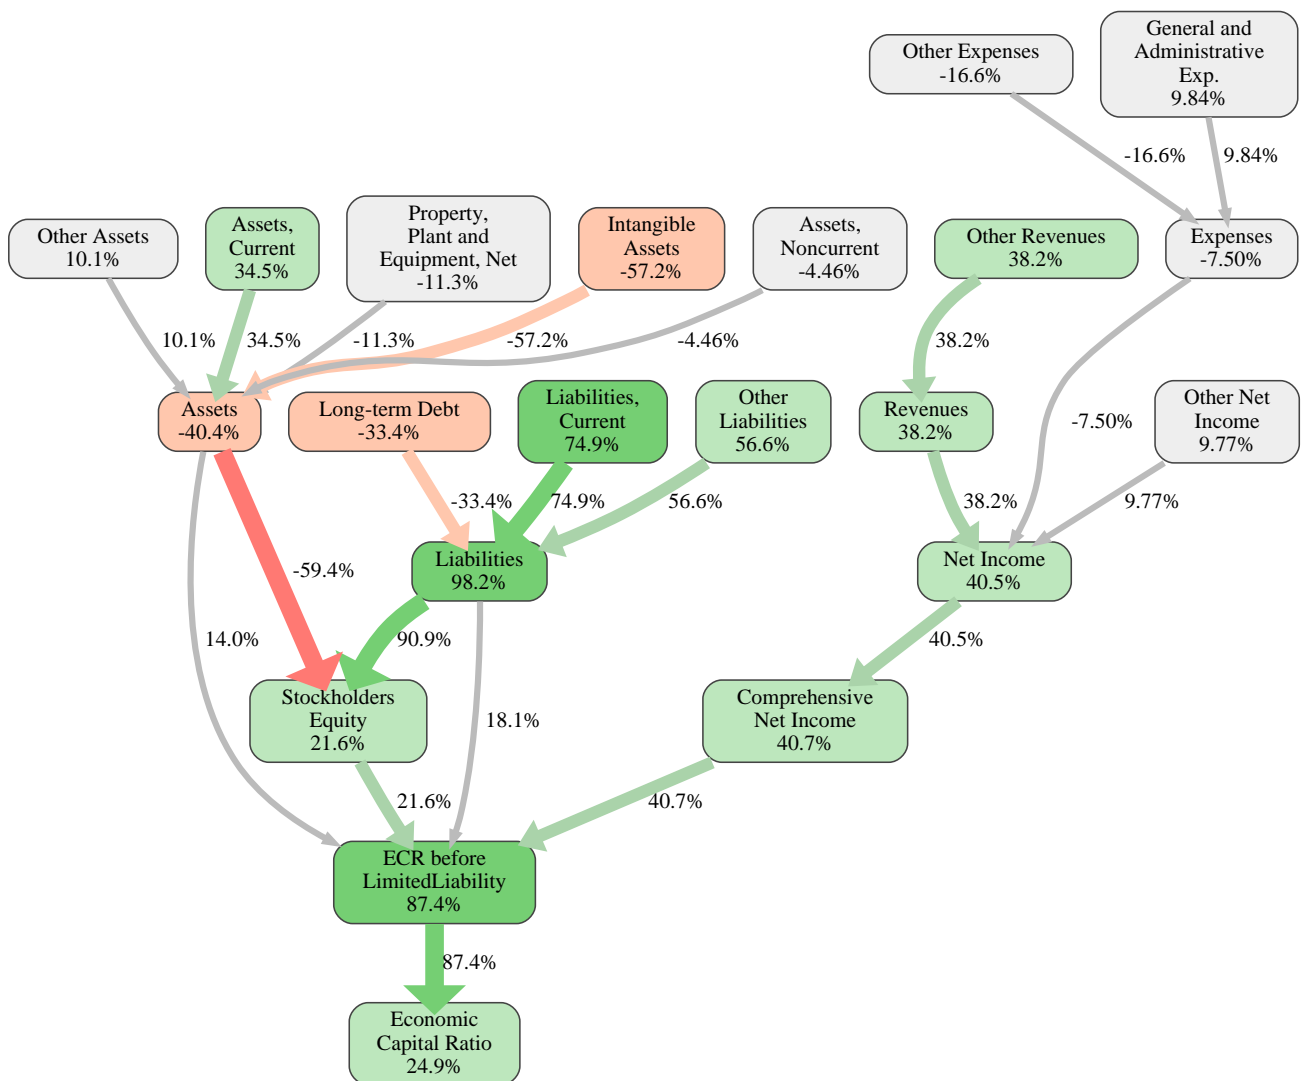 General and
Administrative
Exp.
9.84%
Other Expenses
-16.6%
-16.6%
9.84%
Other Assets
10.1%
Assets,
Current
34.5%
Property,
Plant and
Equipment, Net
-11.3%
Intangible
Assets
-57.2%
Assets,
Noncurrent
-4.46%
Other Revenues
38.2%
Expenses
-7.50%
10.1%
34.5%
-11.3%
-57.2%
-4.46%
38.2%
-7.50%
Assets
-40.4%
Long-term Debt
-33.4%
Liabilities,
Current
74.9%
Other
Liabilities
56.6%
Revenues
38.2%
Other Net
Income
9.77%
-33.4%
74.9%
56.6%
38.2%
9.77%
-59.4%
Liabilities
98.2%
Net Income
40.5%
14.0%
90.9%
18.1%
40.5%
Stockholders
Equity
21.6%
Comprehensive
Net Income
40.7%
21.6%
40.7%
ECR before
LimitedLiability
87.4%
87.4%
Economic
Capital Ratio
24.9%